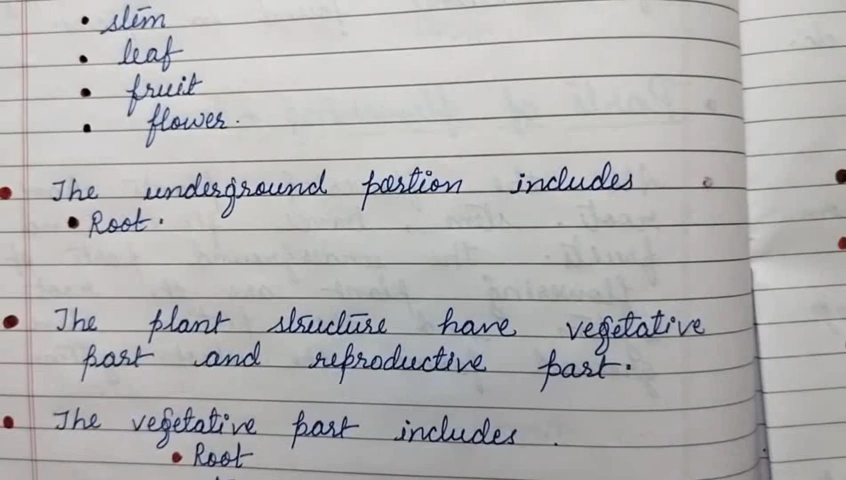 • stem
• leaf
• fruit
• flower.
• The underground portion includes
• Root.
• The plant structure have vegetative
part and reproductive part.
• The vegetative part includes.
• Root